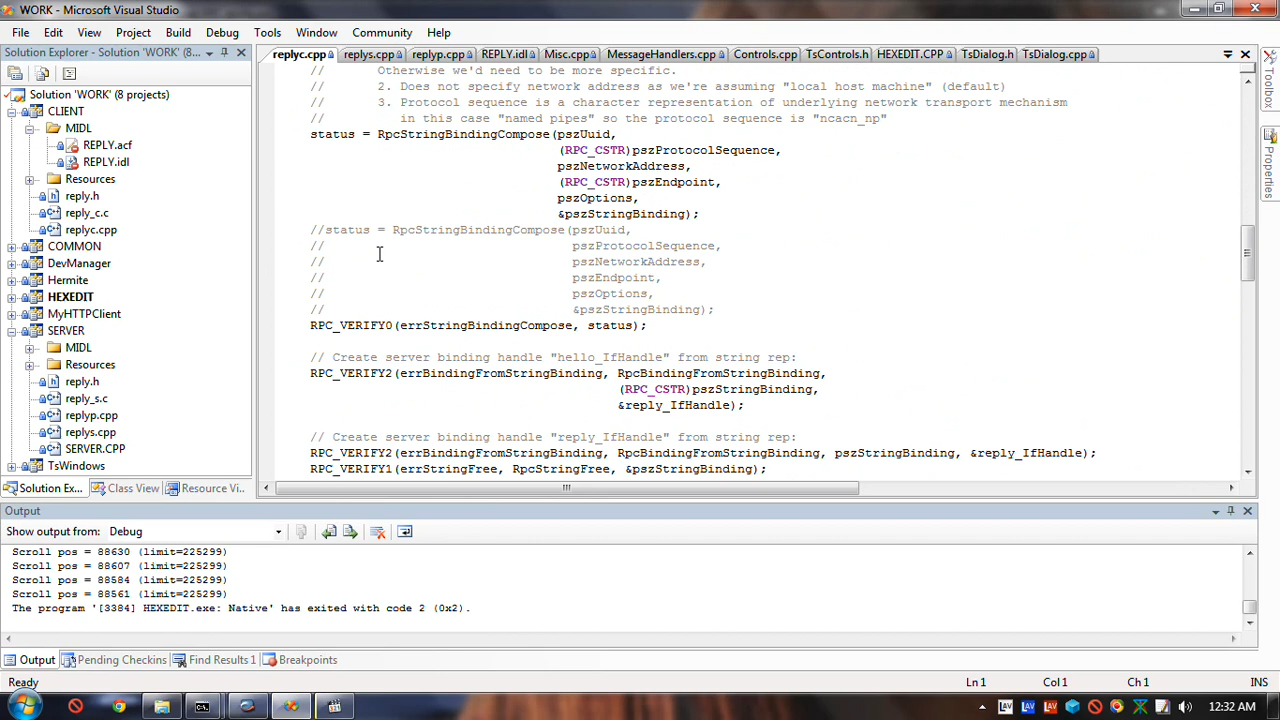 WORK - Microsoft Visual Studio
File Edit View Project Build Debug Tools Window Community Help
Solution Explorer - Solution 'WORK' (8 projects)
replyc.cpp replys.cpp replyp.cpp REPLY.idl Misc.cpp MessageHandlers.cpp Controls.cpp TsControls.h HEXEDIT.CPP TsDialog.h TsDialog.cpp
Solution 'WORK' (8 projects)
CLIENT
MIDL
REPLY.acf
REPLY.idl
Resources
reply.h
reply_c.c
replyc.cpp
COMMON
DevManager
Hermite
HEXEDIT
MyHTTPClient
SERVER
MIDL
Resources
reply.h
reply_s.c
replyp.cpp
replys.cpp
SERVER.CPP
TsWindows
Solution Ex... Class View Resource Vi...
// Otherwise we'd need to be more specific.
// 2. Does not specify network address as we're assuming "local host machine" (default)
// 3. Protocol sequence is a character representation of underlying network transport mechanism
// in this case "named pipes" so the protocol sequence is "ncacn_np"
status = RpcStringBindingCompose(pszUuid,
(RPC_CSTR)pszProtocolSequence,
pszNetworkAddress,
(RPC_CSTR)pszEndpoint,
pszOptions,
&pszStringBinding);
//status = RpcStringBindingCompose(pszUuid,
// pszProtocolSequence,
// pszNetworkAddress,
// pszEndpoint,
// pszOptions,
// &pszStringBinding);
RPC_VERIFY0(errStringBindingCompose, status);
// Create server binding handle "hello_IfHandle" from string rep:
RPC_VERIFY2(errBindingFromStringBinding, RpcBindingFromStringBinding,
(RPC_CSTR)pszStringBinding,
&reply_IfHandle);
// Create server binding handle "reply_IfHandle" from string rep:
RPC_VERIFY2(errBindingFromStringBinding, RpcBindingFromStringBinding, pszStringBinding, &reply_IfHandle);
RPC_VERIFY1(errStringFree, RpcStringFree, &pszStringBinding);
Toolbox
Properties
Output
Show output from: Debug
Scroll pos = 88630 (limit=225299)
Scroll pos = 88607 (limit=225299)
Scroll pos = 88584 (limit=225299)
Scroll pos = 88561 (limit=225299)
The program '[3384] HEXEDIT.exe: Native' has exited with code 2 (0x2).
Output Pending Checkins Find Results 1 Breakpoints
Ready Ln 1 Col 1 Ch 1 INS
LAV LAV LAV 12:32 AM